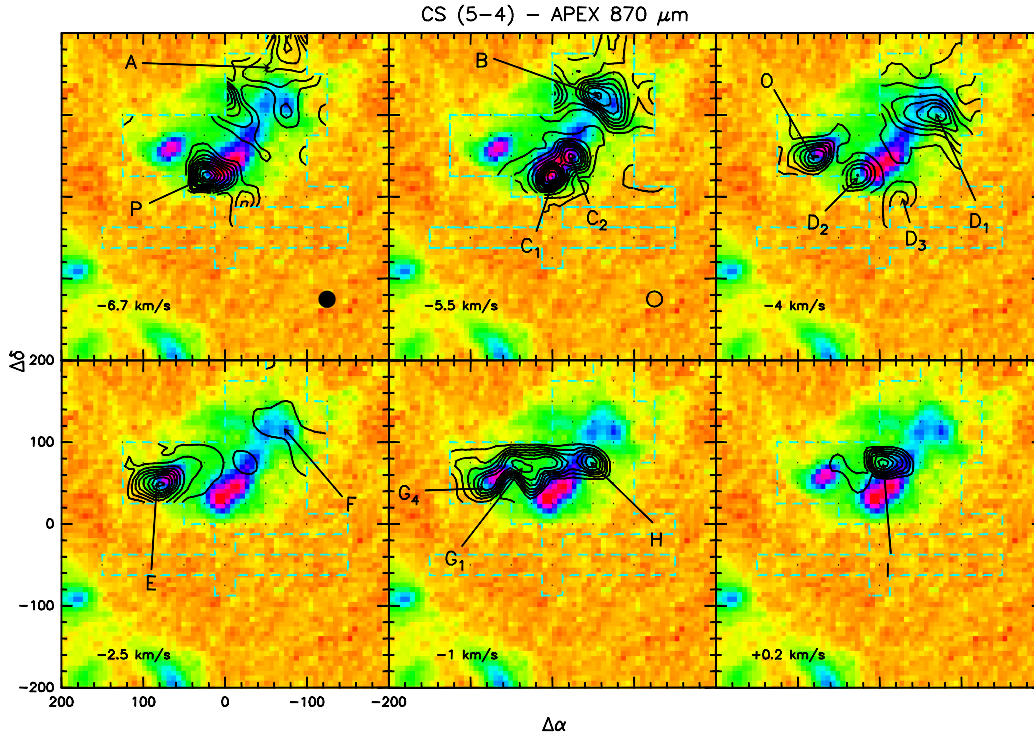 CS (5−4) − APEX 870 μm
A
P
−6.7 km/s
B
C1
C2
−5.5 km/s
O
D2
D3
D1
−4 km/s
Δδ
200
100
0
−100
−200
E
F
−2.5 km/s
G4
G1
H
−1 km/s
I
+0.2 km/s
200
100
0
−100
−200
Δα